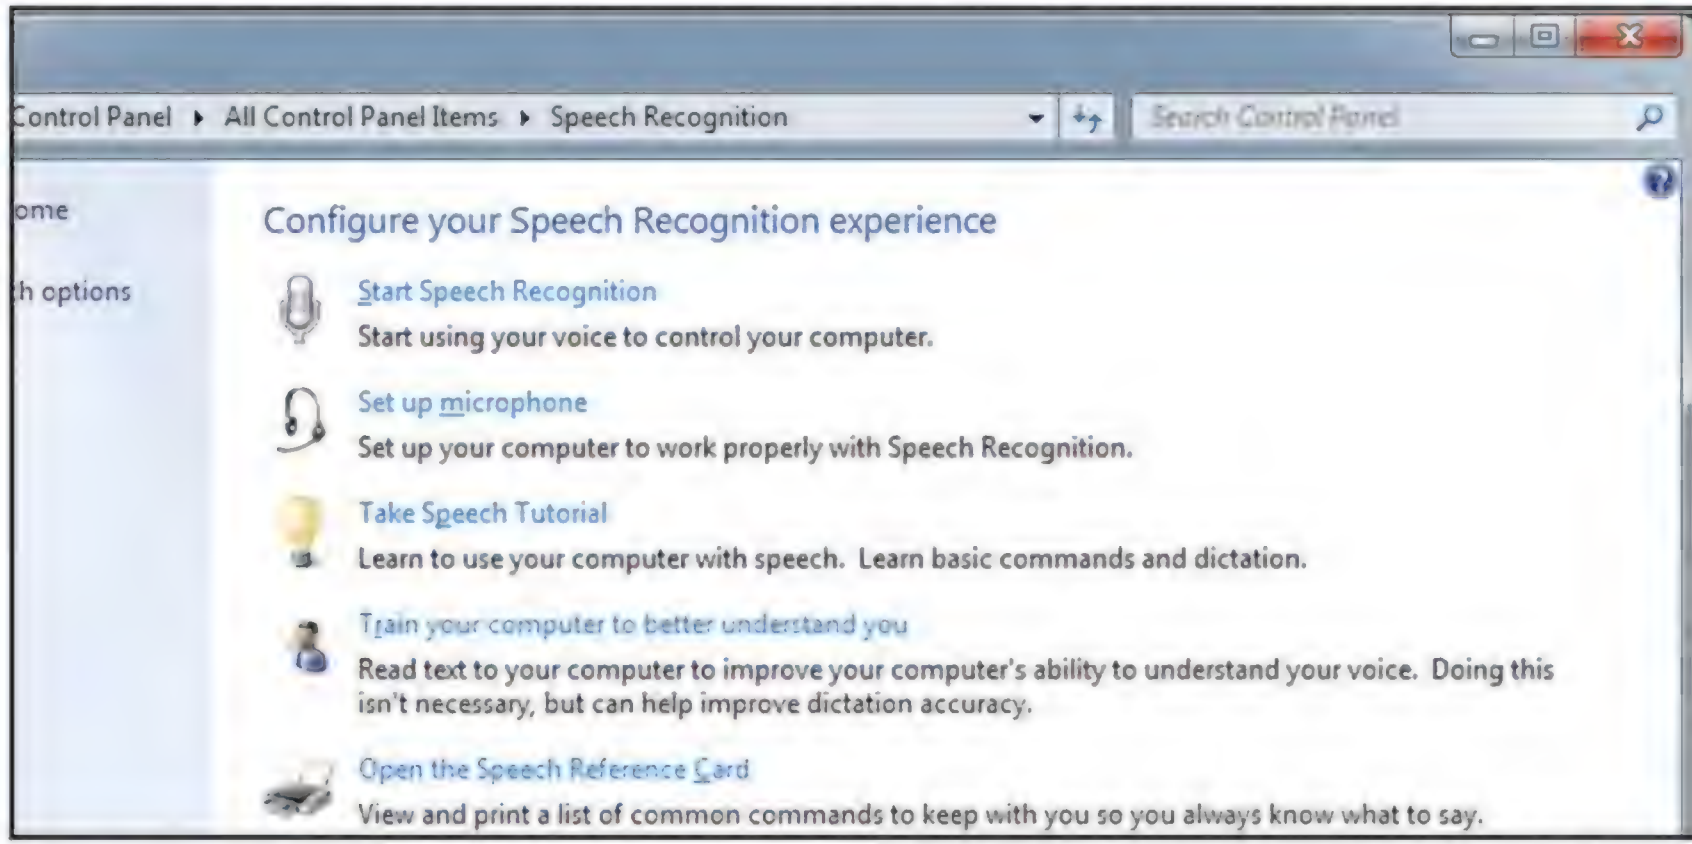 Control Panel ▸ All Control Panel Items ▸ Speech Recognition
Search Control Panel
ome
h options
Configure your Speech Recognition experience
Start Speech Recognition
Start using your voice to control your computer.
Set up microphone
Set up your computer to work properly with Speech Recognition.
Take Speech Tutorial
Learn to use your computer with speech. Learn basic commands and dictation.
Train your computer to better understand you
Read text to your computer to improve your computer's ability to understand your voice. Doing this
isn't necessary, but can help improve dictation accuracy.
Open the Speech Reference Card
View and print a list of common commands to keep with you so you always know what to say.